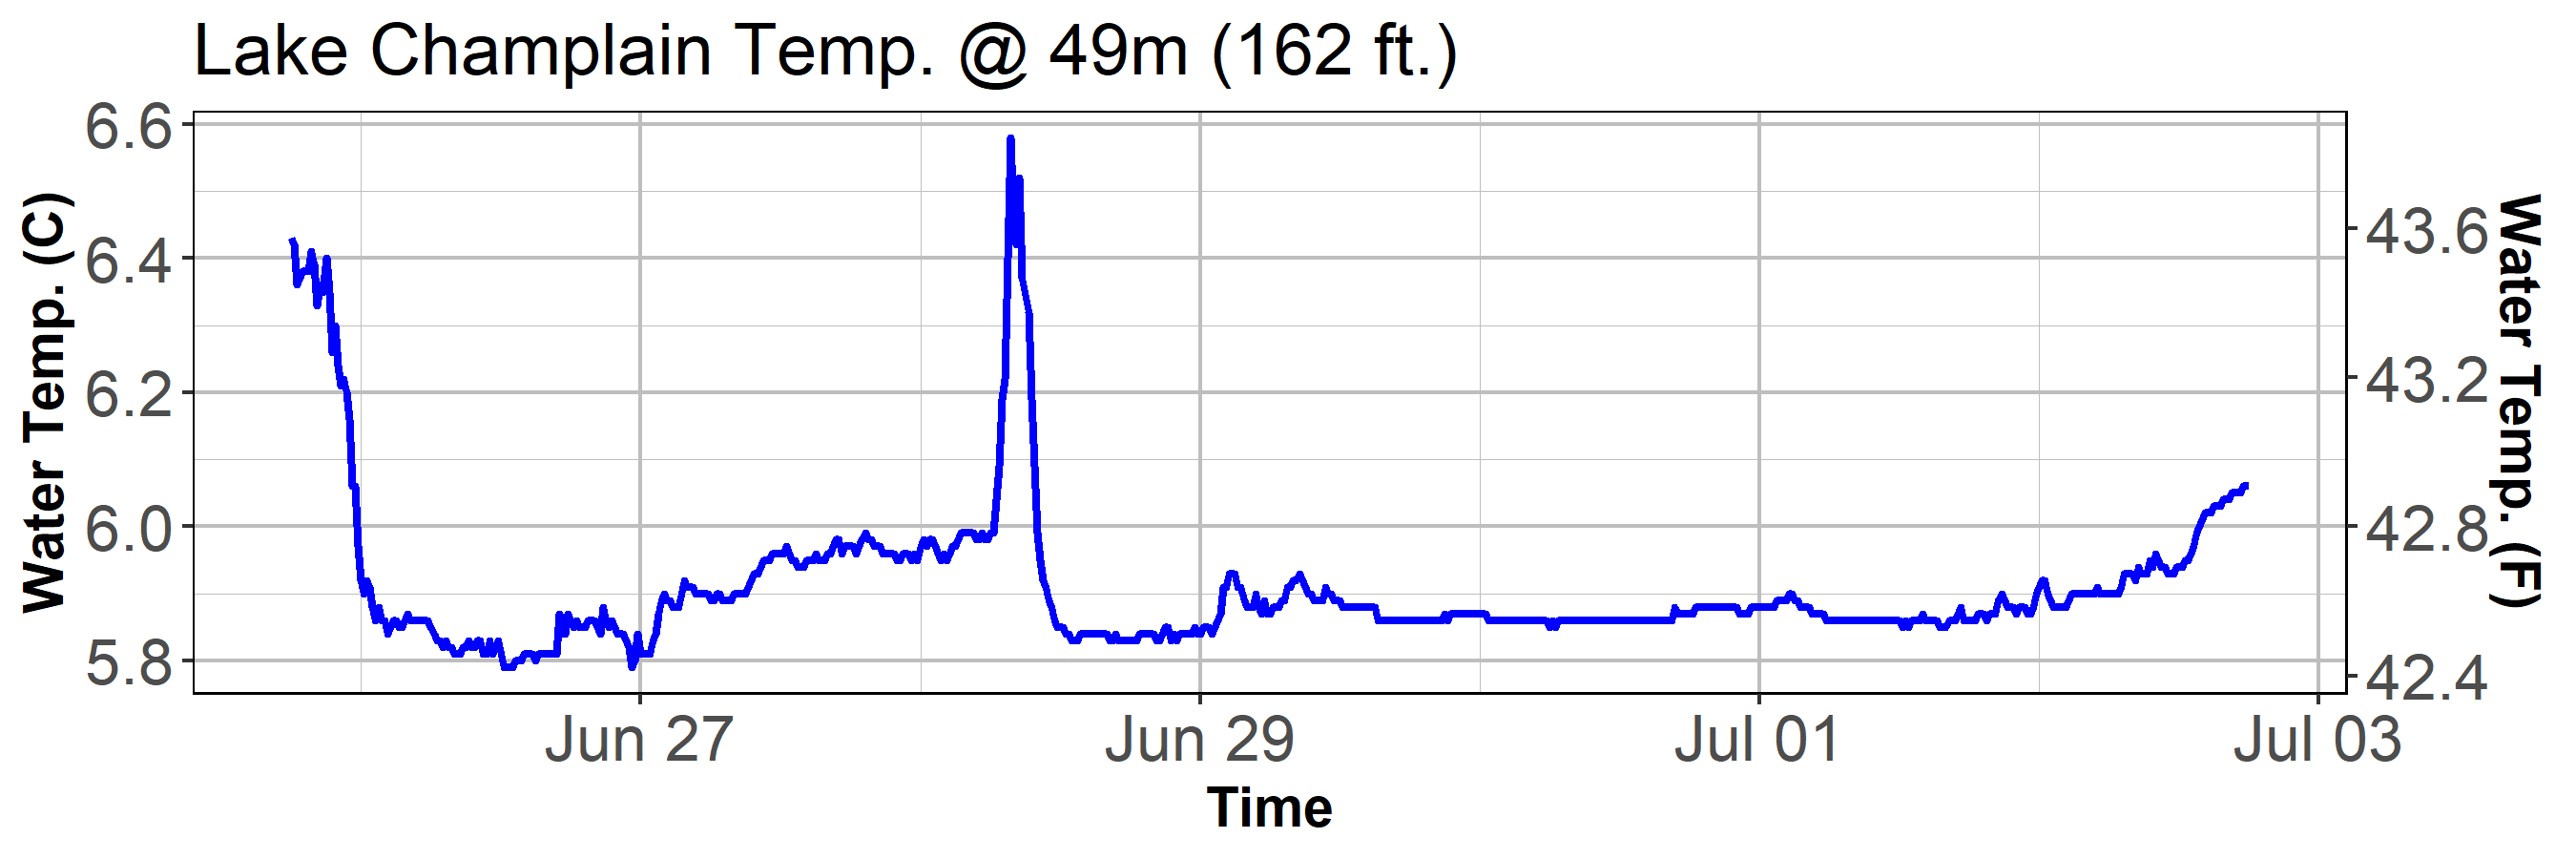 Lake Champlain Temp. @ 49m (162 ft.)
Water Temp. (C)
6.6
6.4
6.2
6.0
5.8
43.6
43.2
42.8
42.4
Water Temp. (F)
Jun 27 Jun 29 Jul 01 Jul 03
Time